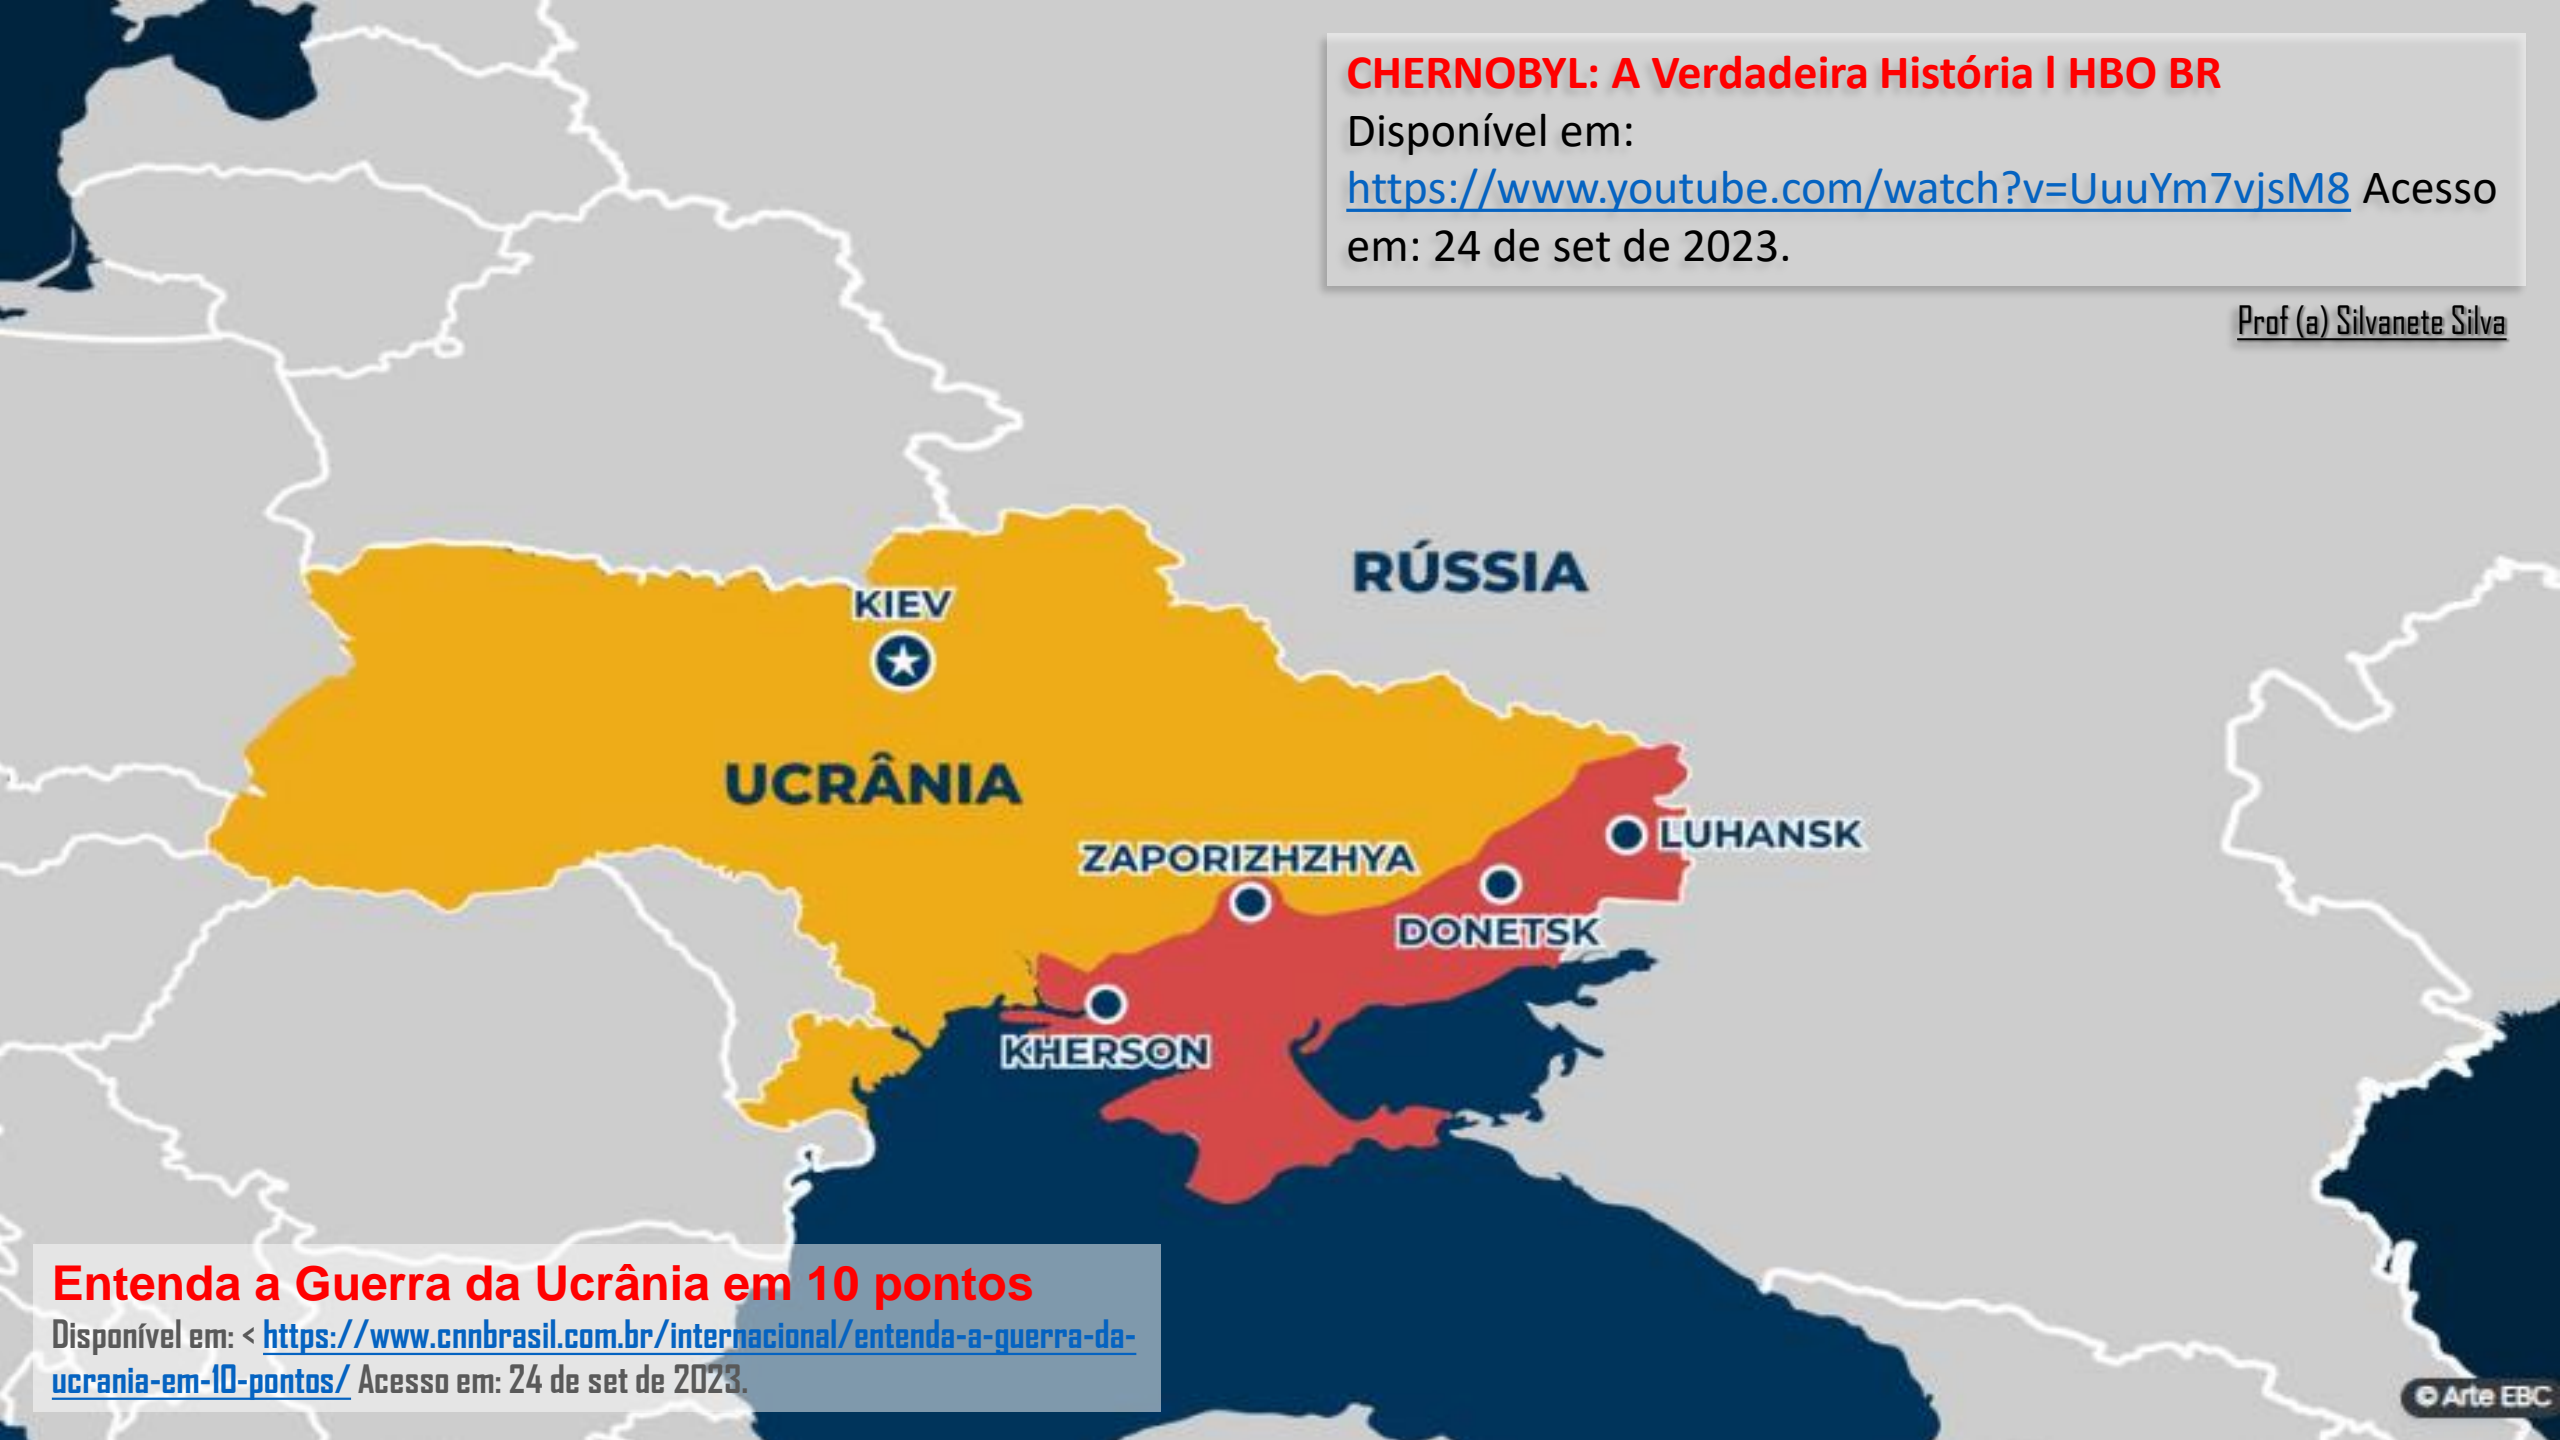 CHERNOBYL: A Verdadeira História l HBO BR
Disponível em:
https://www.youtube.com/watch?v=UuuYm7vjsM8 Acesso
em: 24 de set de 2023.
Prof (a) Silvanete Silva
RÚSSIA
KIEV
UCRÂNIA
LUHANSK
ZAPORIZHZHYA
DONETSK
KHERSON
Entenda a Guerra da Ucrânia em 10 pontos
Disponível em: < https://www.cnnbrasil.com.br/internacional/entenda-a-guerra-da-
ucrania-em-10-pontos/ Acesso em: 24 de set de 2023.
© Arte EBC